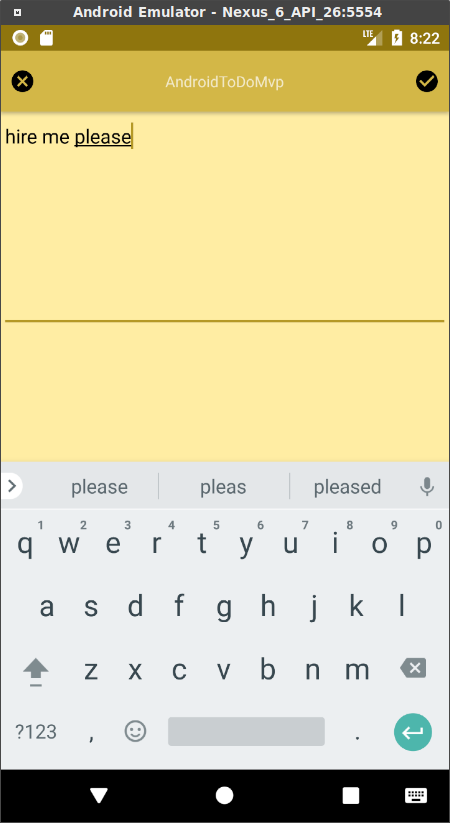 Android Emulator - Nexus_6_API_26:5554
LTE 8:22
AndroidToDoMvp
hire me please
please pleas pleased
1 2 3 4 5 6 7 8 9 0
q w e r t y u i o p
a s d f g h j k l
z x c v b n m
?123 , .